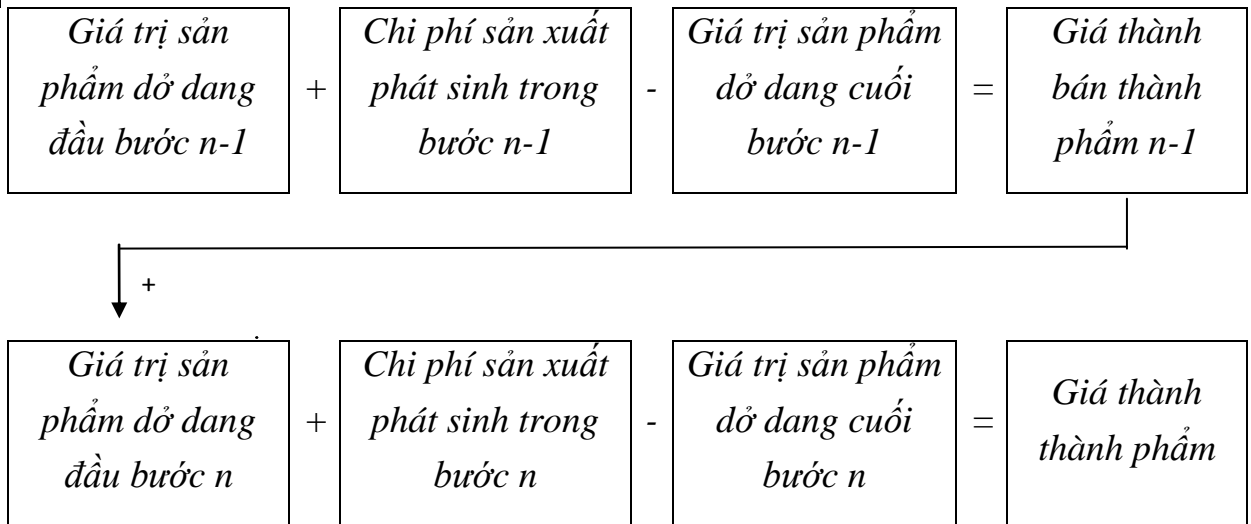 Giá trị sản phẩm dở dang đầu bước n-1 + Chi phí sản xuất phát sinh trong bước n-1 - Giá trị sản phẩm dở dang cuối bước n-1 = Giá thành bán thành phẩm n-1
+
Giá trị sản phẩm dở dang đầu bước n + Chi phí sản xuất phát sinh trong bước n - Giá trị sản phẩm dở dang cuối bước n = Giá thành thành phẩm